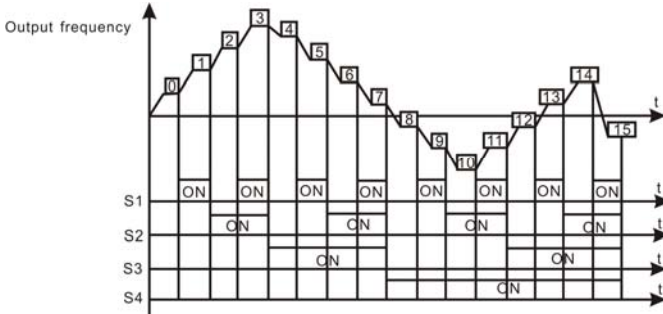 Output frequency
0 1 2 3 4 5 6 7 8 9 10 11 12 13 14 15 t
S1 ON ON ON ON ON ON ON ON t
S2 ON ON ON ON t
S3 ON ON t
S4 ON t